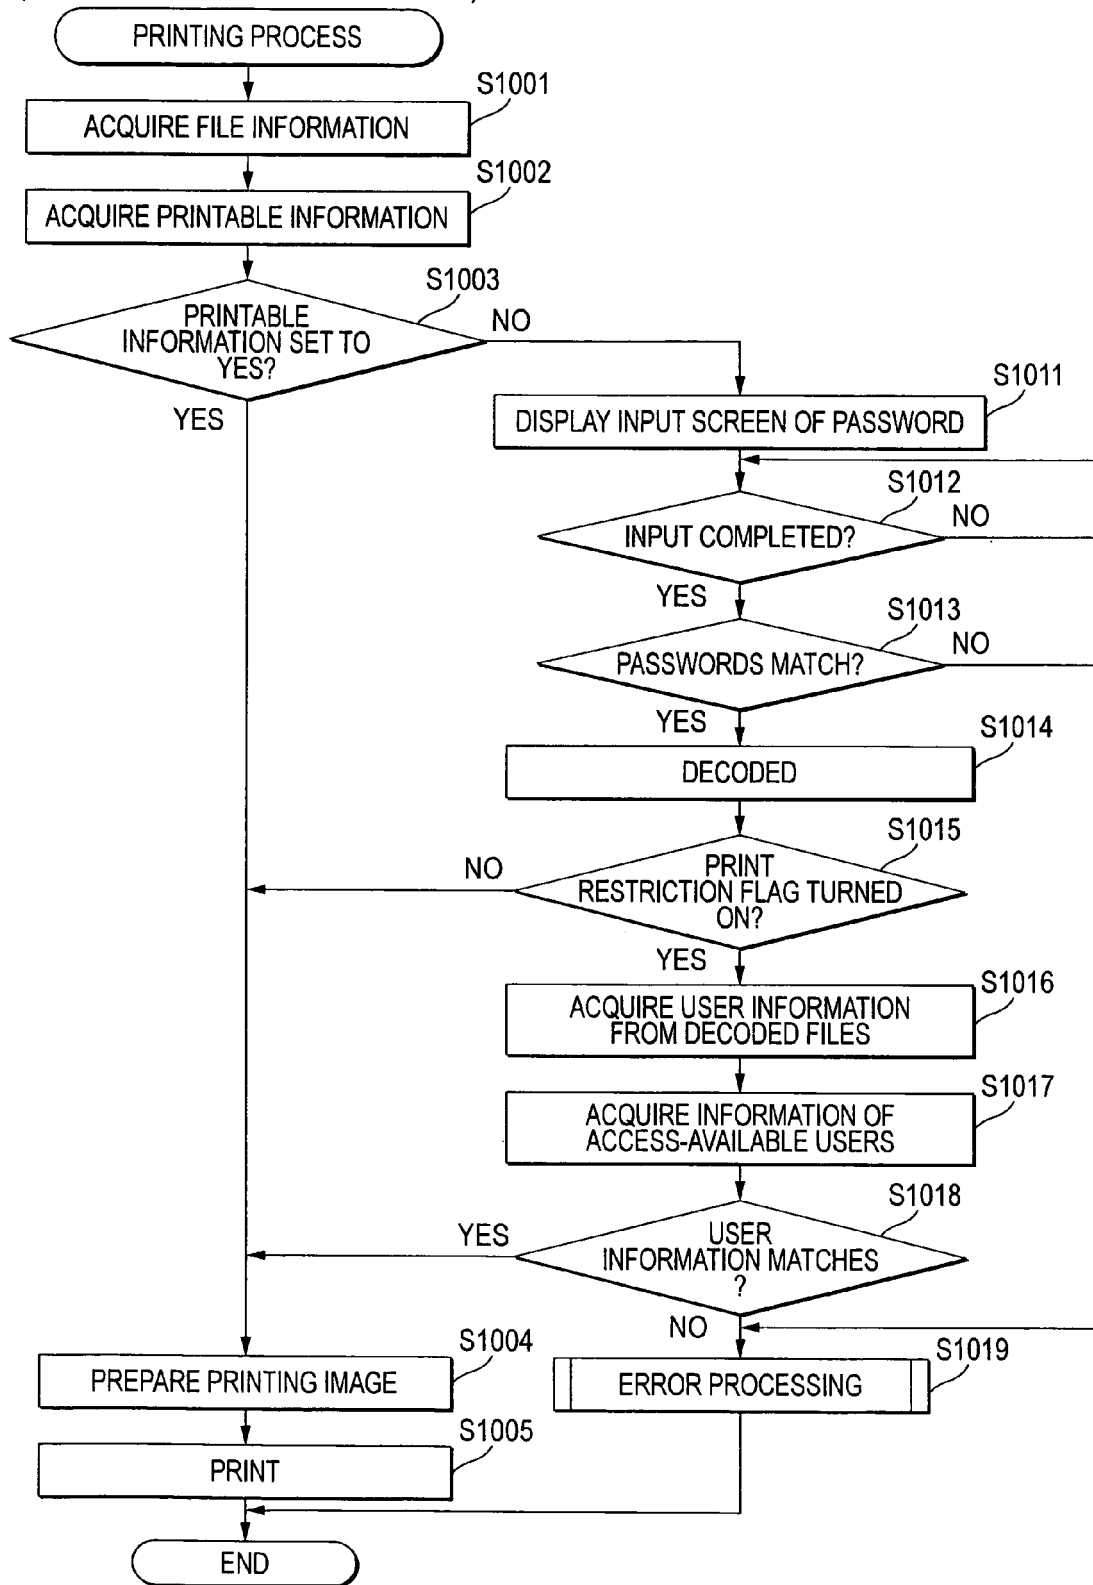 PRINTING PROCESS
S1001
ACQUIRE FILE INFORMATION
S1002
ACQUIRE PRINTABLE INFORMATION
S1003
PRINTABLE
INFORMATION SET TO
YES?
NO
YES
S1011
DISPLAY INPUT SCREEN OF PASSWORD
S1012
INPUT COMPLETED?
NO
YES
S1013
PASSWORDS MATCH?
NO
YES
S1014
DECODED
S1015
PRINT
RESTRICTION FLAG TURNED
ON?
NO
YES
S1016
ACQUIRE USER INFORMATION
FROM DECODED FILES
S1017
ACQUIRE INFORMATION OF
ACCESS-AVAILABLE USERS
S1018
USER
INFORMATION MATCHES
?
YES
NO
S1004
PREPARE PRINTING IMAGE
S1019
ERROR PROCESSING
S1005
PRINT
END